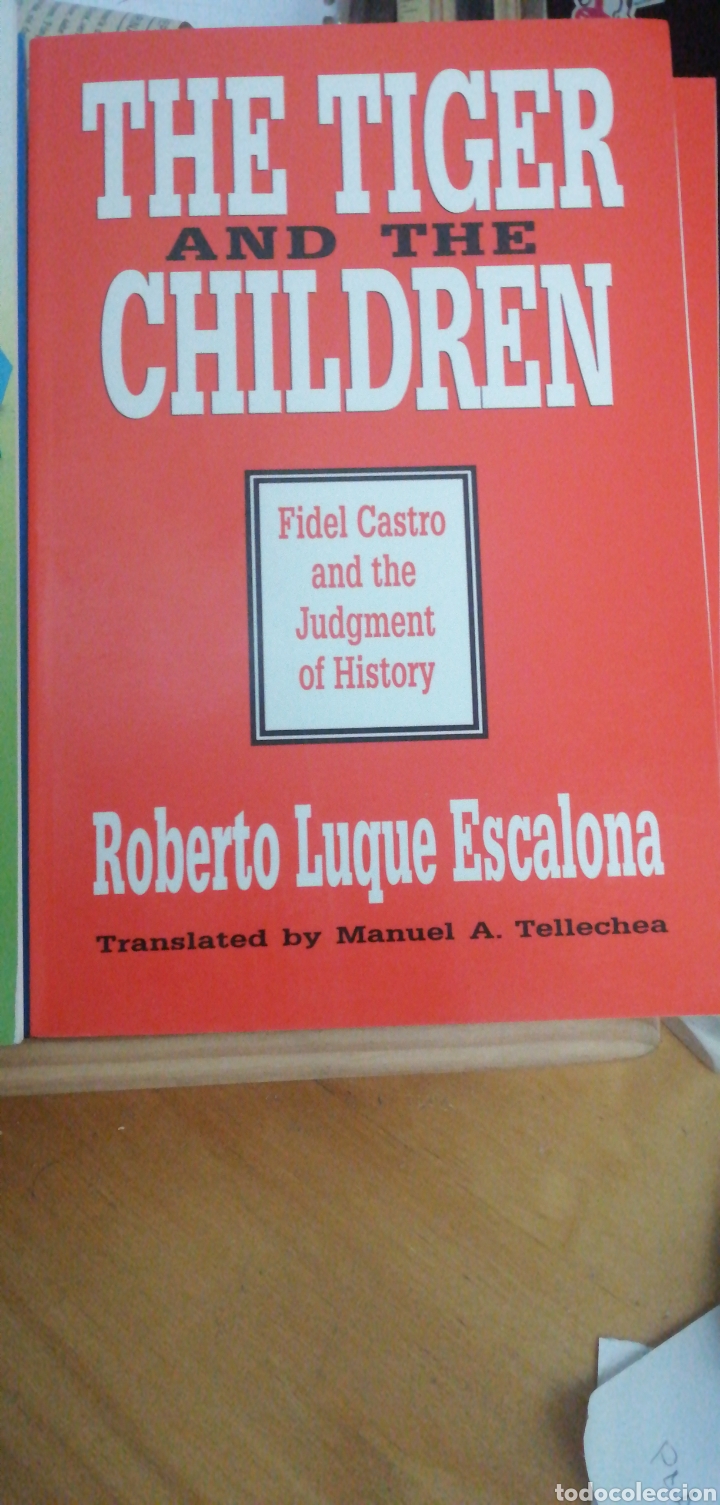 THE TIGER
AND THE
CHILDREN
Fidel Castro
and the
Judgment
of History
Roberto Luque Escalona
Translated by Manuel A. Tellechea
todocoleccion